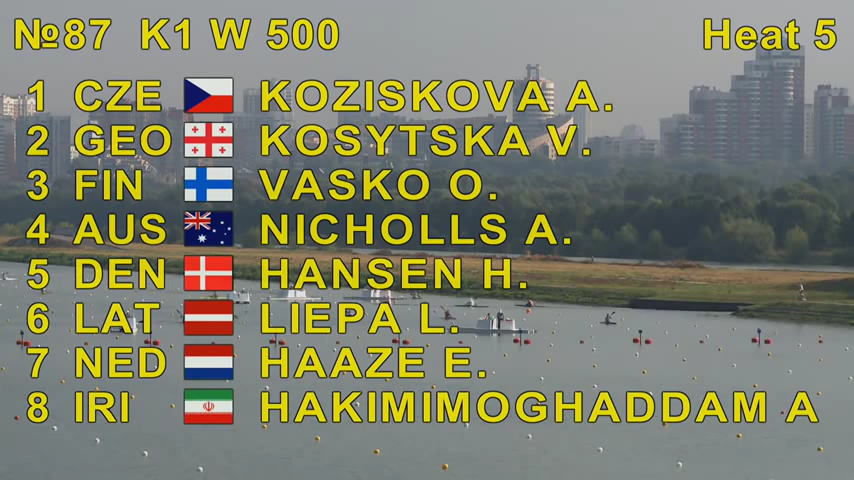 №87 K1 W 500 Heat 5
1 CZE KOZISKOVA A.
2 GEO KOSYTSKA V.
3 FIN VASKO O.
4 AUS NICHOLLS A.
5 DEN HANSEN H.
6 LAT LIEPA L.
7 NED HAAZE E.
8 IRI HAKIMIMOGHADDAM A